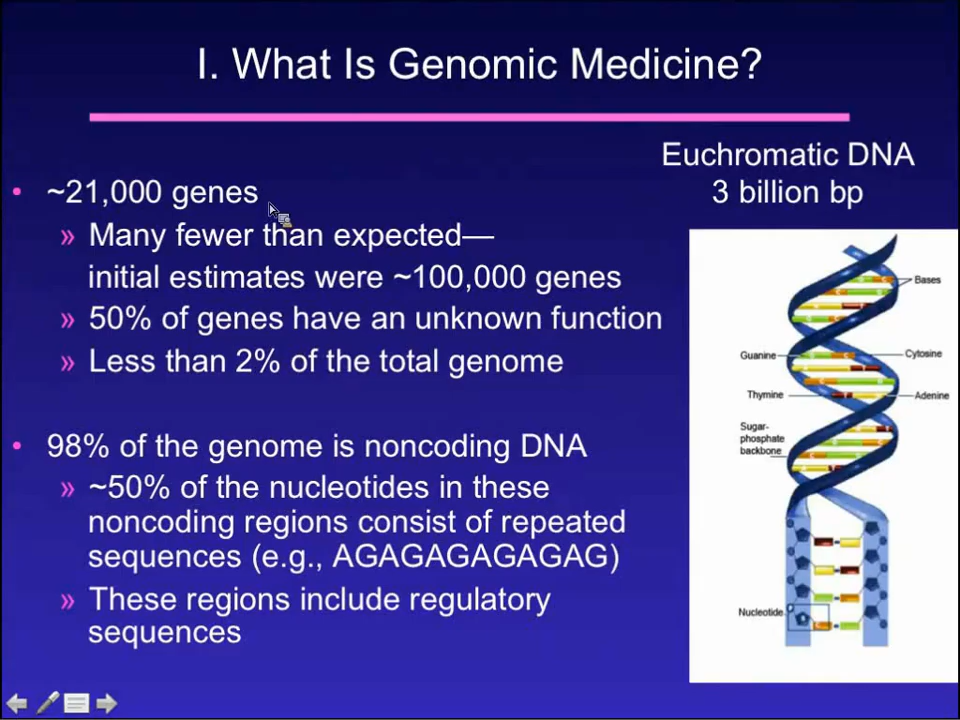 I. What Is Genomic Medicine?
Euchromatic DNA
3 billion bp
• ~21,000 genes
» Many fewer than expected—
initial estimates were ~100,000 genes
» 50% of genes have an unknown function
» Less than 2% of the total genome
• 98% of the genome is noncoding DNA
» ~50% of the nucleotides in these
noncoding regions consist of repeated
sequences (e.g., AGAGAGAGAGAG)
» These regions include regulatory
sequences
Bases
Guanine
Cytosine
Thymine
Adenine
Sugar-
phosphate
backbone
Nucleotide